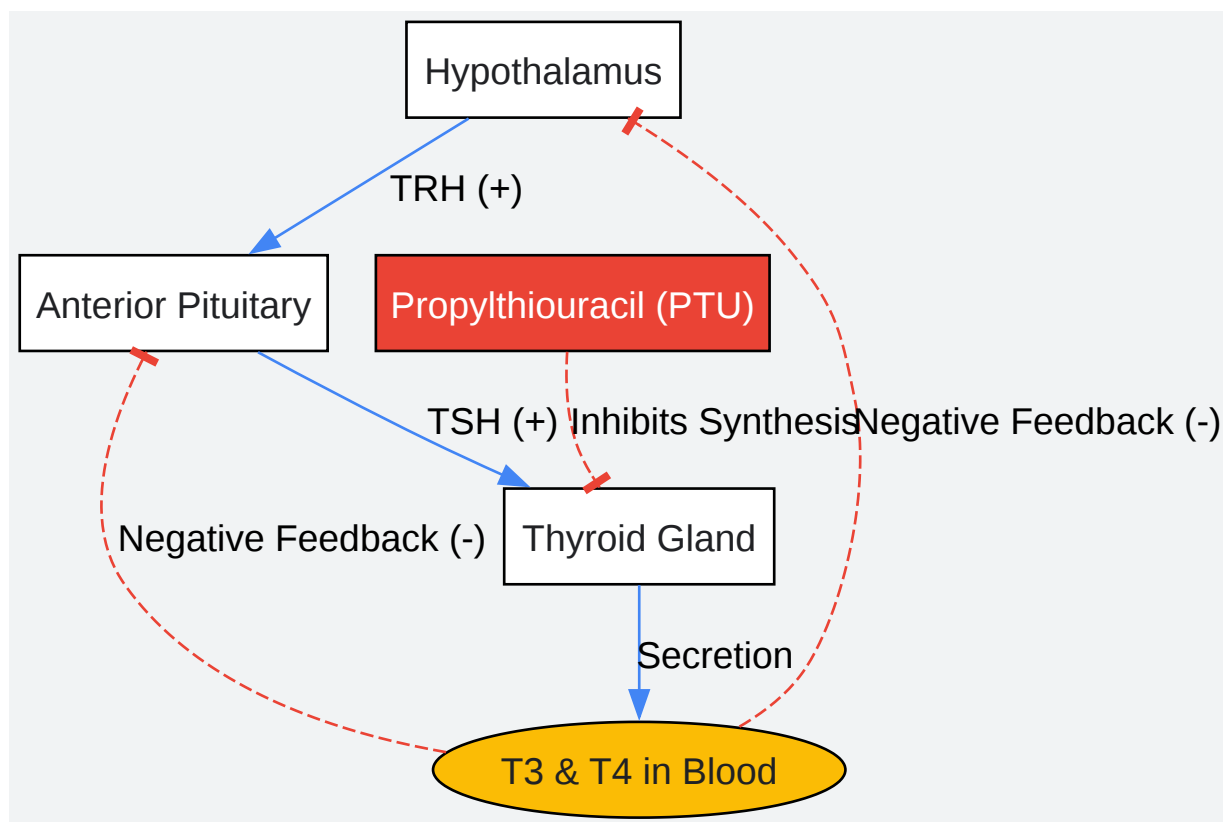 Hypothalamus
TRH (+)
Anterior Pituitary
Propylthiouracil (PTU)
TSH (+)
Inhibits Synthesis
Negative Feedback (-)
Negative Feedback (-)
Thyroid Gland
Secretion
T3 & T4 in Blood